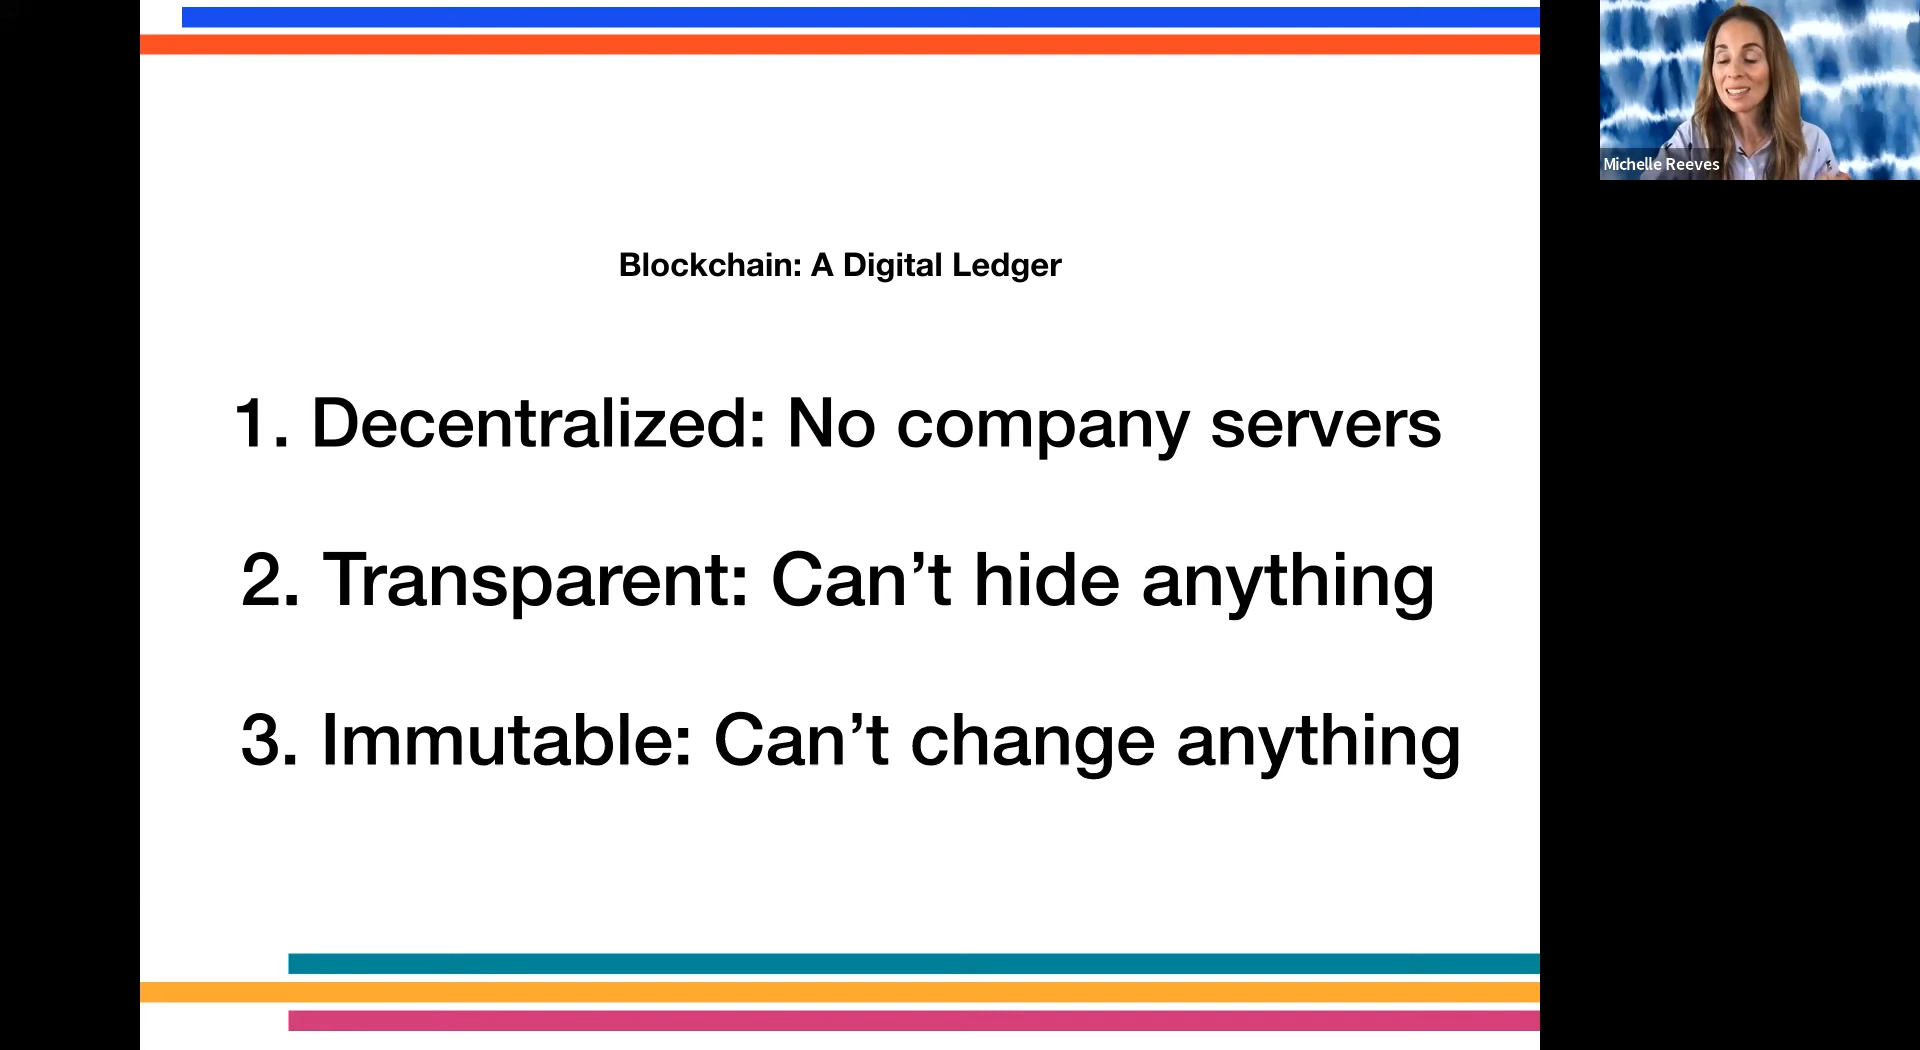 Blockchain: A Digital Ledger
1. Decentralized: No company servers
2. Transparent: Can’t hide anything
3. Immutable: Can’t change anything
Michelle Reeves